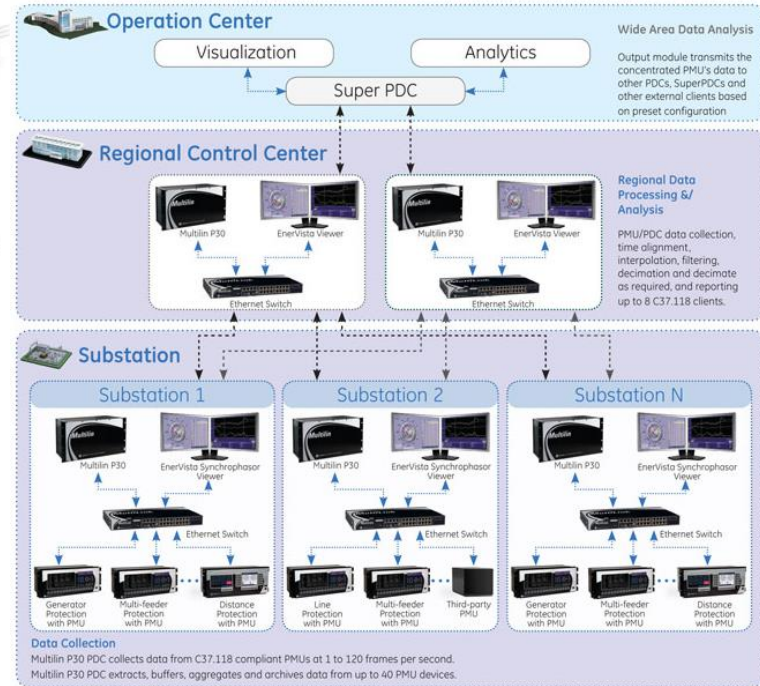 Operation Center
Visualization
Analytics
Super PDC
Wide Area Data Analysis
Output module transmits the
concentrated PMU's data to
other PDCs, SuperPDCs and
other external clients based
on preset configuration
Regional Control Center
Multilin
Multilin P30
EnerVista Viewer
Ethernet Switch
Multilin
Multilin P30
EnerVista Viewer
Ethernet Switch
Regional Data
Processing &/
Analysis
PMU/PDC data collection,
time alignment,
interpolation, filtering,
decimation and decimate
as required, and reporting
up to 8 C37.118 clients.
Substation
Substation 1
Multilin
Multilin P30
EnerVista Synchrophasor
Viewer
Ethernet Switch
Generator
Protection
with PMU
Multi-feeder
Protection
with PMU
Distance
Protection
with PMU
Substation 2
Multilin
Multilin P30
EnerVista Synchrophasor
Viewer
Ethernet Switch
Line
Protection
with PMU
Multi-feeder
Protection
with PMU
Third-party
PMU
Substation N
Multilin
Multilin P30
EnerVista Synchrophasor
Viewer
Ethernet Switch
Generator
Protection
with PMU
Multi-feeder
Protection
with PMU
Distance
Protection
with PMU
Data Collection
Multilin P30 PDC collects data from C37.118 compliant PMUs at 1 to 120 frames per second.
Multilin P30 PDC extracts, buffers, aggregates and archives data from up to 40 PMU devices.